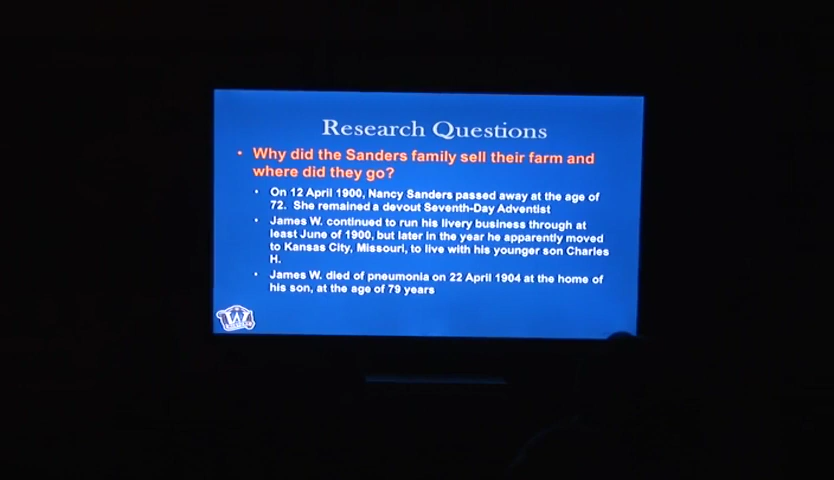 Research Questions
• Why did the Sanders family sell their farm and
where did they go?
• On 12 April 1900, Nancy Sanders passed away at the age of
72. She remained a devout Seventh-Day Adventist
• James W. continued to run his livery business through at
least June of 1900, but later in the year he apparently moved
to Kansas City, Missouri, to live with his younger son Charles
H.
• James W. died of pneumonia on 22 April 1904 at the home of
his son, at the age of 79 years
W